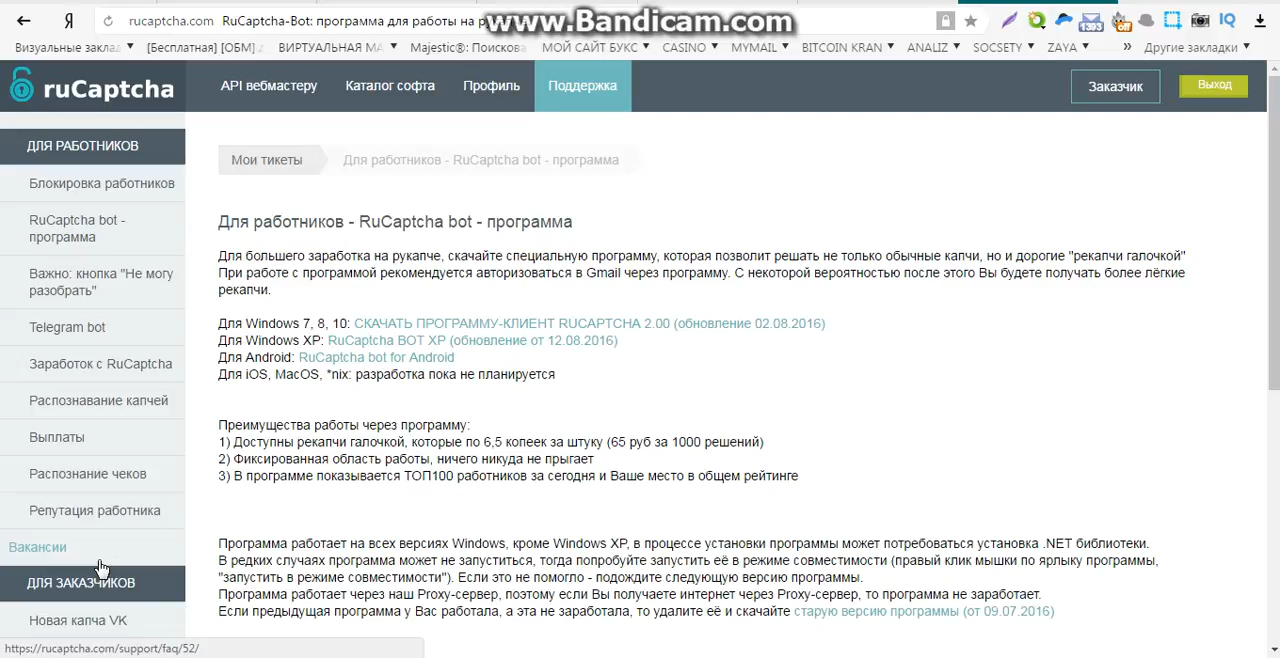 rucaptcha.com RuCaptcha-Bot: программа для работы на
www.Bandicam.com
1393
off
IQ
Визуальные заклад
[Бесплатная] [ОБМ]
ВИРТУАЛЬНАЯ МА
Majestic®: Поискова
МОЙ САЙТ БУКС
CASINO
MYMAIL
BITCOIN KRAN
ANALIZ
SOCSETY
ZAYA
» Другие закладки
ruCaptcha
API вебмастеру
Каталог софта
Профиль
Поддержка
Заказчик
Выход
ДЛЯ РАБОТНИКОВ
Блокировка работников
RuCaptcha bot -
программа
Важно: кнопка "Не могу
разобрать"
Telegram bot
Заработок с RuCaptcha
Распознавание капчей
Выплаты
Распознание чеков
Репутация работника
Вакансии
ДЛЯ ЗАКАЗЧИКОВ
Новая капча VK
https://rucaptcha.com/support/faq/52/
Мои тикеты
Для работников - RuCaptcha bot - программа
Для работников - RuCaptcha bot - программа
Для большего заработка на рукапче, скачайте специальную программу, которая позволит решать не только обычные капчи, но и дорогие "рекапчи галочкой"
При работе с программой рекомендуется авторизоваться в Gmail через программу. С некоторой вероятностью после этого Вы будете получать более лёгкие
рекапчи.
Для Windows 7, 8, 10: СКАЧАТЬ ПРОГРАММУ-КЛИЕНТ RUCAPTCHA 2.00 (обновление 02.08.2016)
Для Windows XP: RuCaptcha BOT XP (обновление от 12.08.2016)
Для Android: RuCaptcha bot for Android
Для iOS, MacOS, *nix: разработка пока не планируется
Преимущества работы через программу:
1) Доступны рекапчи галочкой, которые по 6,5 копеек за штуку (65 руб за 1000 решений)
2) Фиксированная область работы, ничего никуда не прыгает
3) В программе показывается ТОП100 работников за сегодня и Ваше место в общем рейтинге
Программа работает на всех версиях Windows, кроме Windows XP, в процессе установки программы может потребоваться установка .NET библиотеки.
В редких случаях программа может не запуститься, тогда попробуйте запустить её в режиме совместимости (правый клик мышки по ярлыку программы,
"запустить в режиме совместимости"). Если это не помогло - подождите следующую версию программы.
Программа работает через наш Proxy-сервер, поэтому если Вы получаете интернет через Proxy-сервер, то программа не заработает.
Если предыдущая программа у Вас работала, а эта не заработала, то удалите её и скачайте старую версию программы (от 09.07.2016)